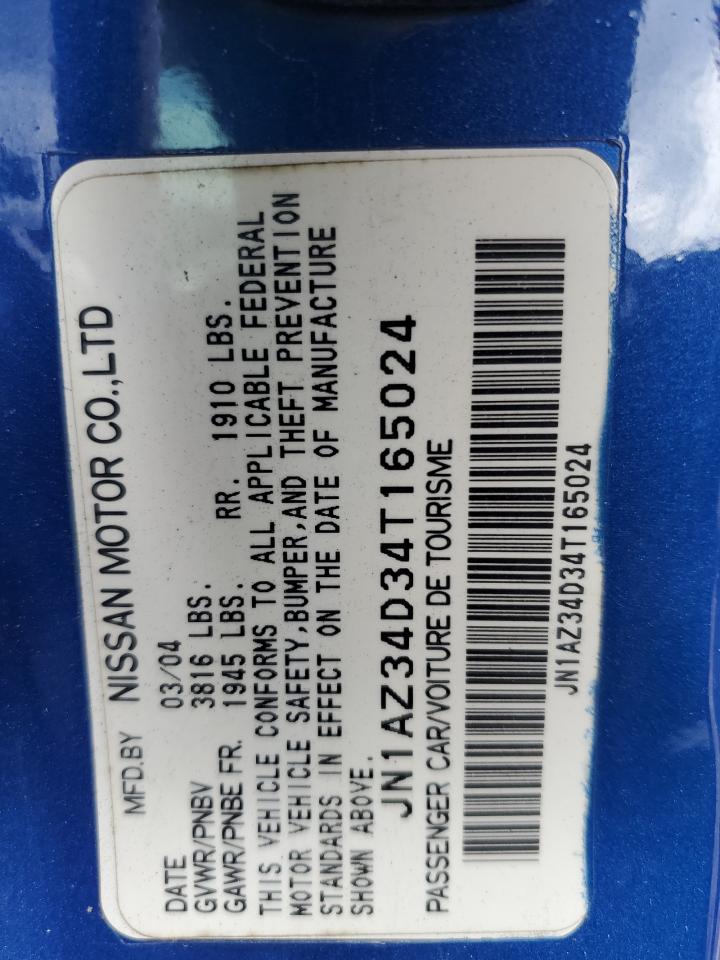 MFD.BY NISSAN MOTOR CO.,LTD
DATE 03/04
GVWR/PNBV 3816 LBS.
GAWR/PNBE FR. 1945 LBS. RR. 1910 LBS.
THIS VEHICLE CONFORMS TO ALL APPLICABLE FEDERAL
MOTOR VEHICLE SAFETY,BUMPER,AND THEFT PREVENTION
STANDARDS IN EFFECT ON THE DATE OF MANUFACTURE
SHOWN ABOVE.
JN1AZ34D34T165024
PASSENGER CAR/VOITURE DE TOURISME
JN1AZ34D34T165024